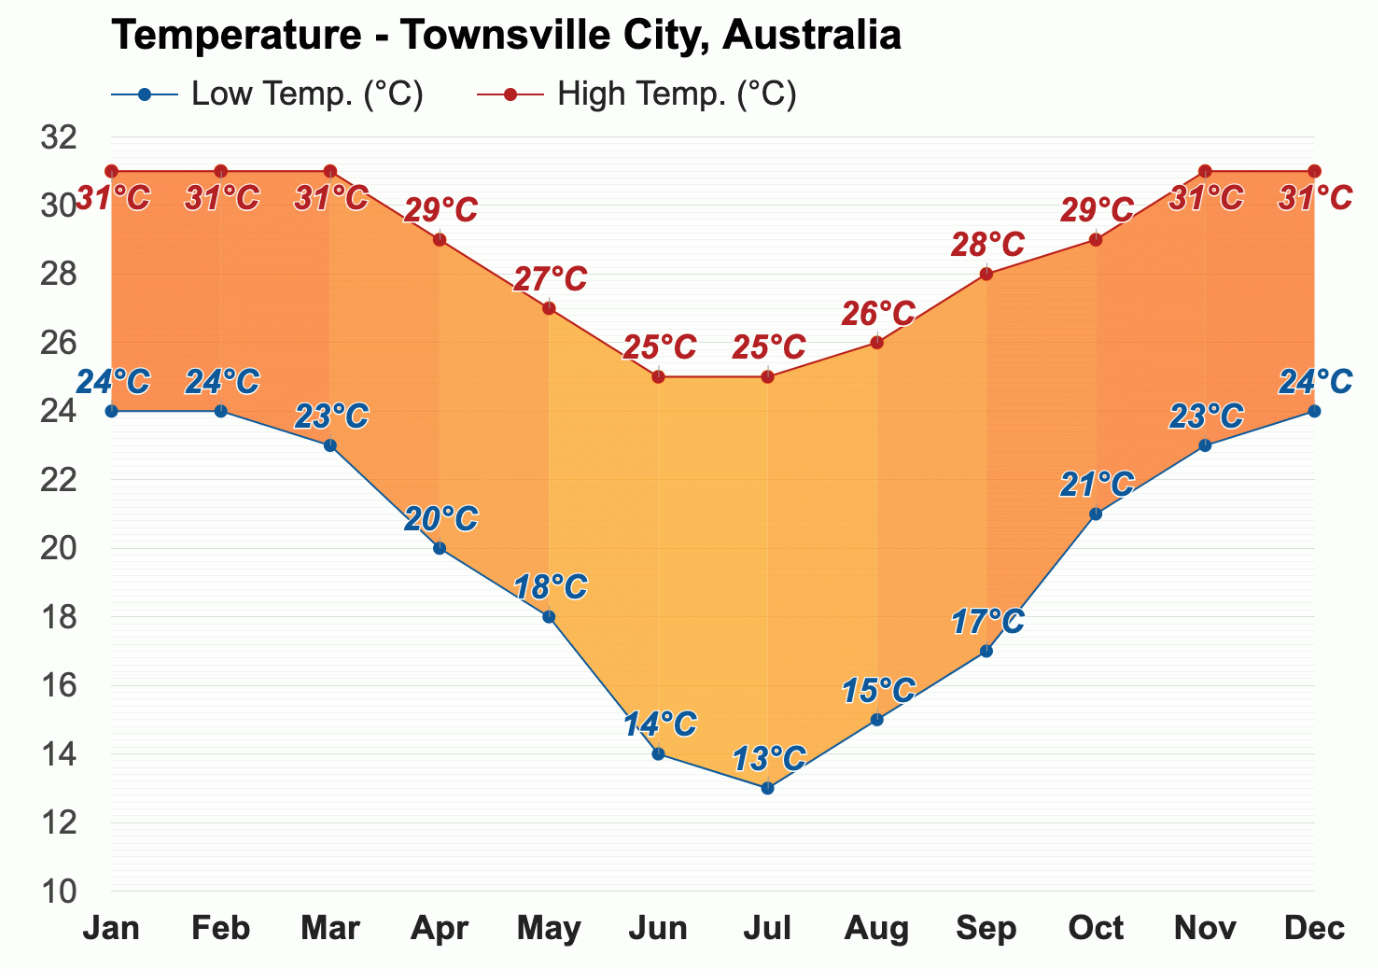 Temperature - Townsville City, Australia
Low Temp. (°C) High Temp. (°C)
32
30
28
26
24
22
20
18
16
14
12
10
31°C 31°C 31°C 29°C 27°C 25°C 25°C 26°C 28°C 29°C 31°C 31°C
24°C 24°C 23°C 20°C 18°C 14°C 13°C 15°C 17°C 21°C 23°C 24°C
Jan Feb Mar Apr May Jun Jul Aug Sep Oct Nov Dec